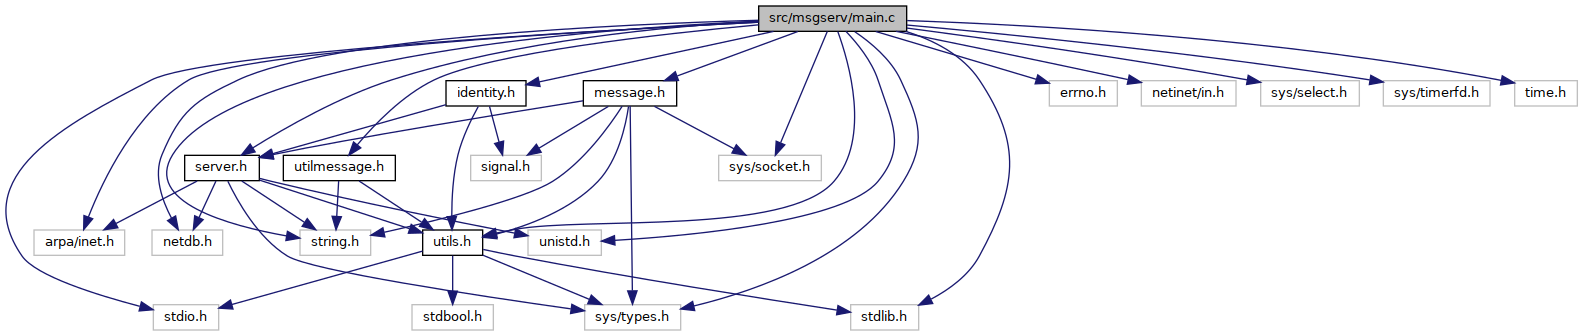 src/msgserv/main.c
identity.h
message.h
errno.h
netinet/in.h
sys/select.h
sys/timerfd.h
time.h
server.h
utilmessage.h
signal.h
sys/socket.h
arpa/inet.h
netdb.h
string.h
utils.h
unistd.h
stdio.h
stdbool.h
sys/types.h
stdlib.h